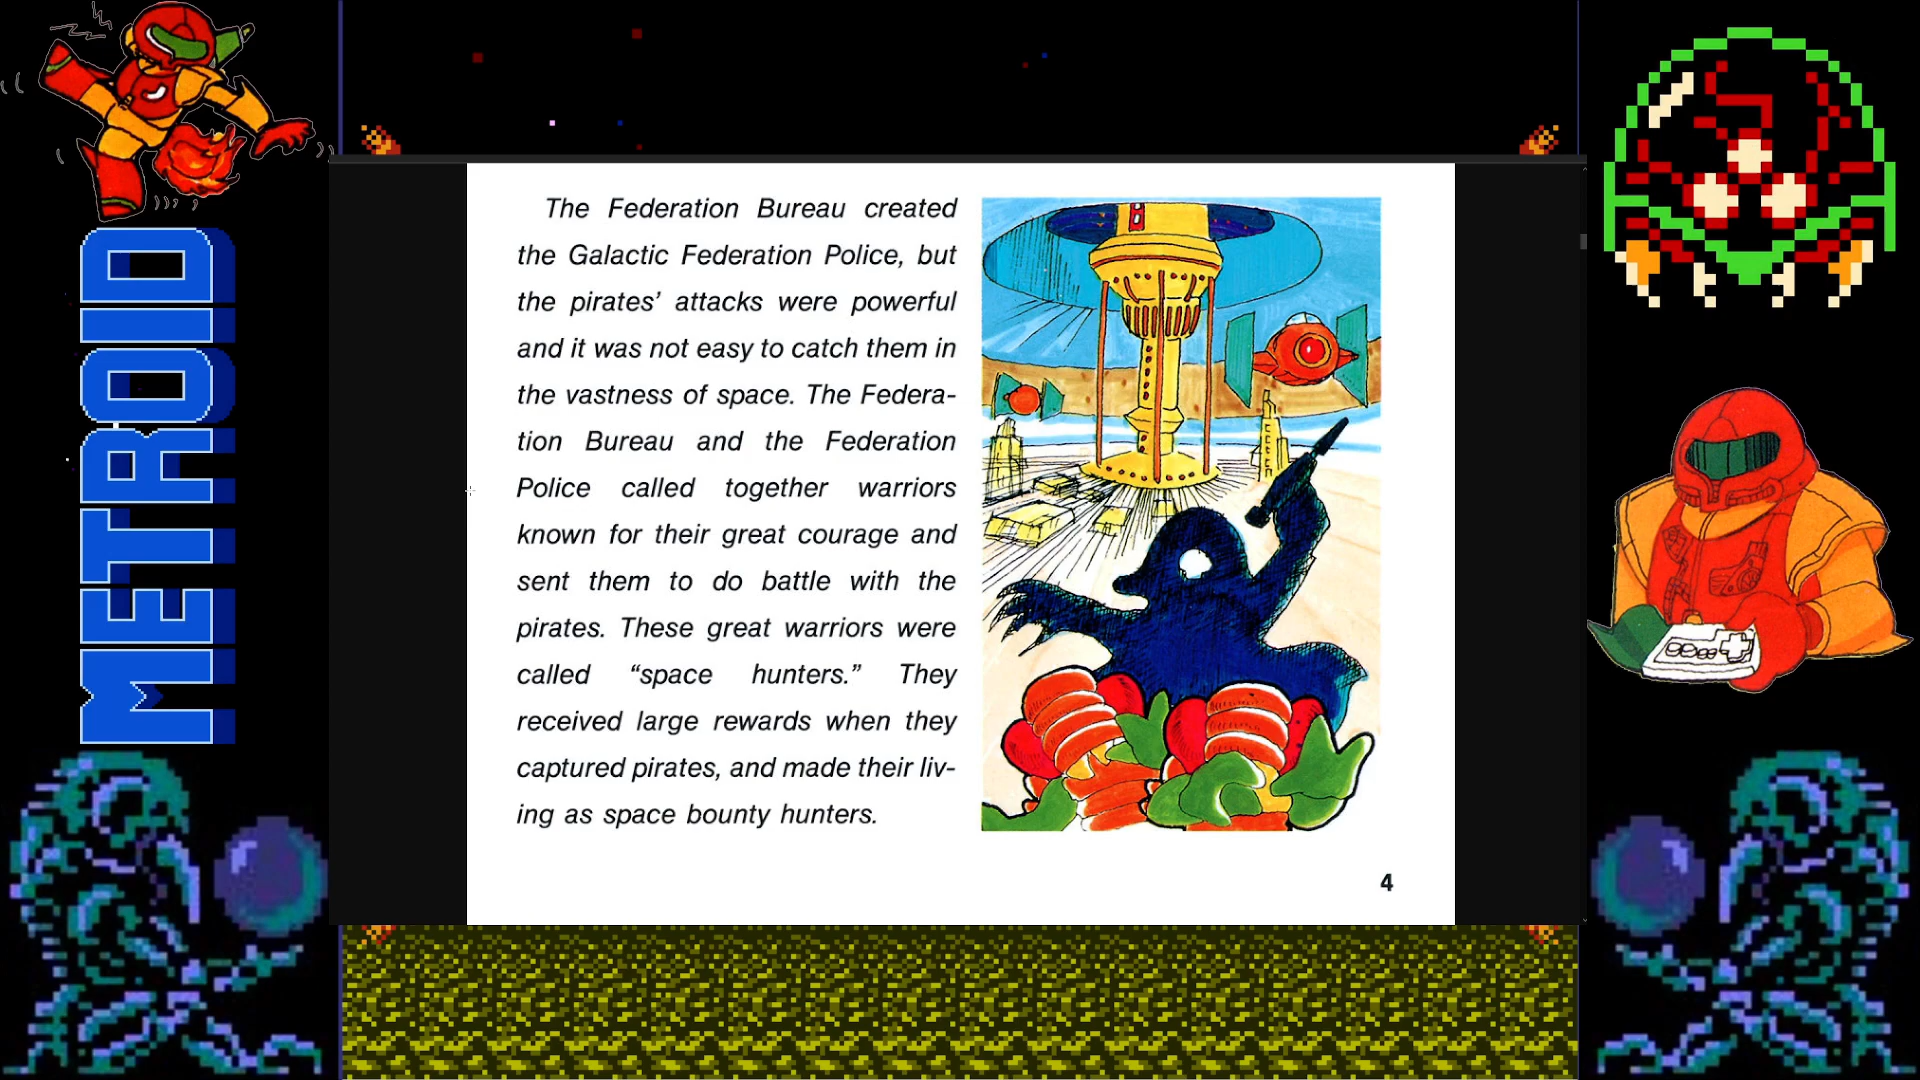 METROID
The Federation Bureau created
the Galactic Federation Police, but
the pirates’ attacks were powerful
and it was not easy to catch them in
the vastness of space. The Federa-
tion Bureau and the Federation
Police called together warriors
known for their great courage and
sent them to do battle with the
pirates. These great warriors were
called “space hunters.” They
received large rewards when they
captured pirates, and made their liv-
ing as space bounty hunters.
4